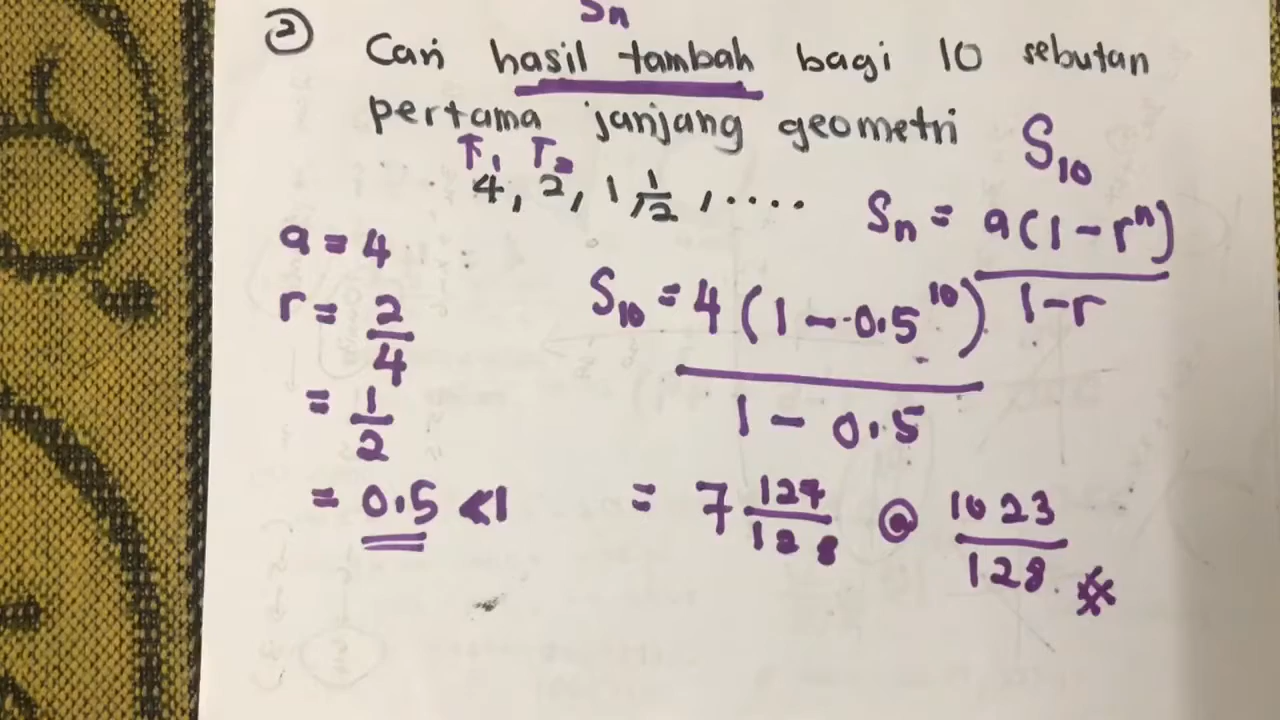 Sn
② Cari hasil tambah bagi 10 sebutan
pertama janjang geometri
T₁ T₂
4, 2, 1 1/2, ....
S₁₀
Sn = a(1 - rⁿ) / 1 - r
a = 4
r = 2/4
= 1/2
= 0.5 < 1
S₁₀ = 4(1 - 0.5¹⁰) / 1 - 0.5
= 7 127/128 @ 1023/128